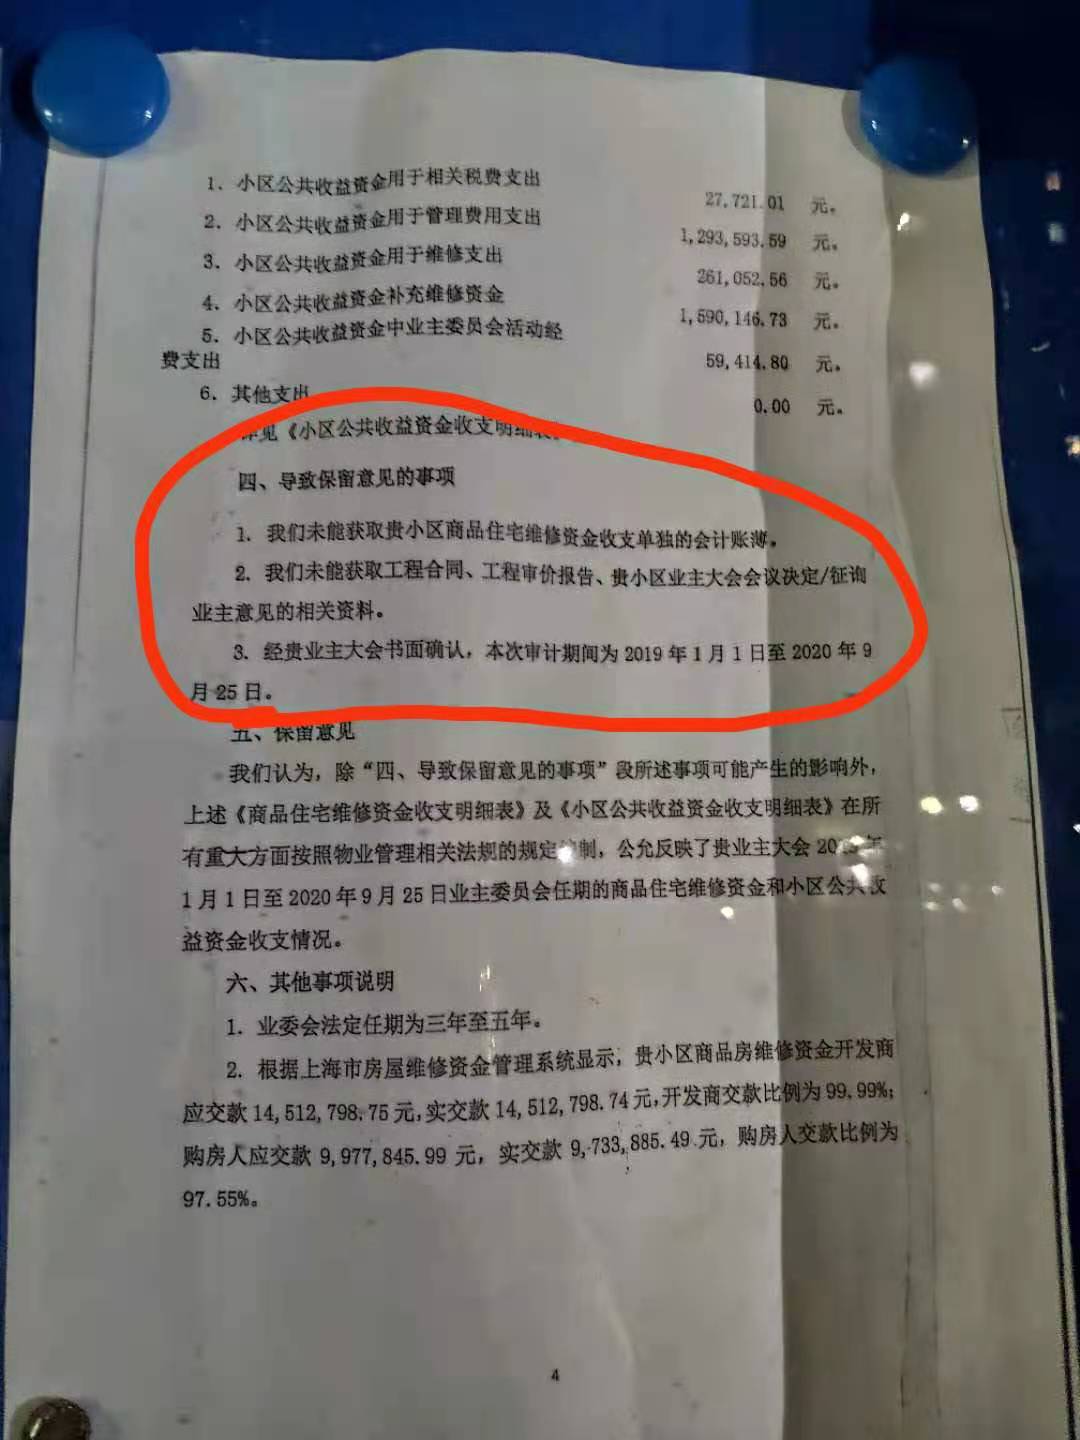 1. 小区公共收益资金用于相关税费支出 27,721.01 元。
2. 小区公共收益资金用于管理费用支出 1,293,593.59 元。
3. 小区公共收益资金用于维修支出 261,052.56 元。
4. 小区公共收益资金补充维修资金 1,590,146.73 元。
5. 小区公共收益资金中业主委员会活动经
费支出 59,414.80 元。
6. 其他支出 0.00 元。
详见《小区公共收益资金收支明细表》
四、导致保留意见的事项
1. 我们未能获取贵小区商品住宅维修资金收支单独的会计账薄。
2. 我们未能获取工程合同、工程审价报告、贵小区业主大会会议决定/征询
业主意见的相关资料。
3. 经贵业主大会书面确认，本次审计期间为 2019 年 1 月 1 日至 2020 年 9
月 25 日。
五、保留意见
我们认为，除“四、导致保留意见的事项”段所述事项可能产生的影响外，
上述《商品住宅维修资金收支明细表》及《小区公共收益资金收支明细表》在所
有重大方面按照物业管理相关法规的规定编制，公允反映了贵业主大会 2019 年
1 月 1 日至 2020 年 9 月 25 日业主委员会任期的商品住宅维修资金和小区公共收
益资金收支情况。
六、其他事项说明
1. 业委会法定任期为三年至五年。
2. 根据上海市房屋维修资金管理系统显示，贵小区商品房维修资金开发商
应交款 14,512,798.75 元，实交款 14,512,798.74 元，开发商交款比例为 99.99%；
购房人应交款 9,977,845.99 元，实交款 9,733,885.49 元，购房人交款比例为
97.55%。
4